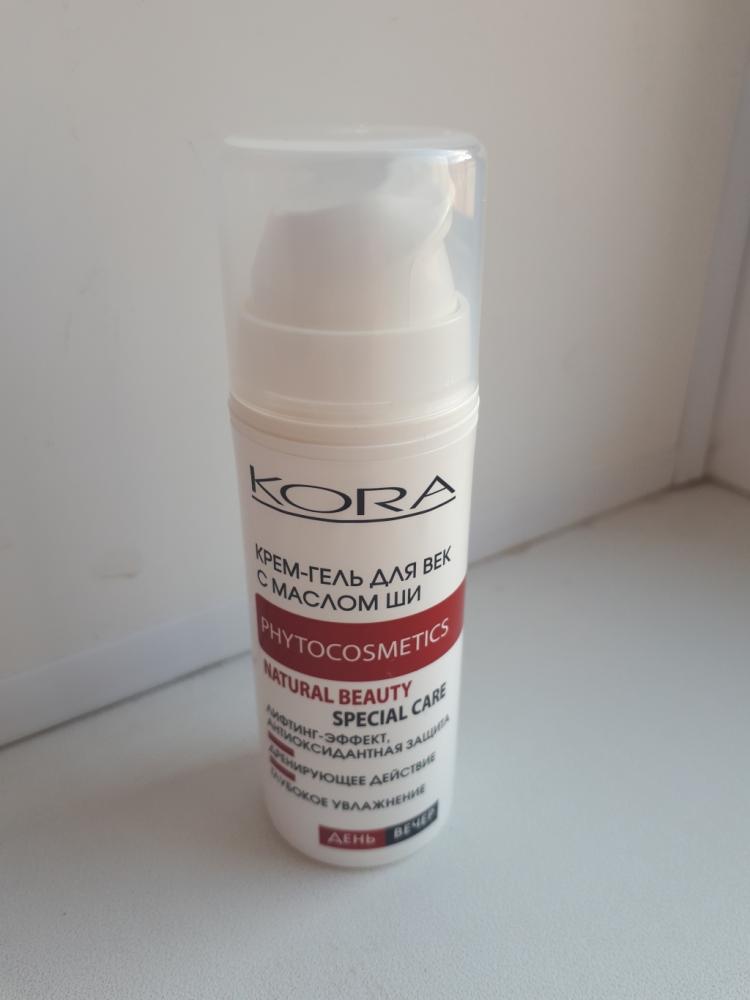 KORA
КРЕМ-ГЕЛЬ ДЛЯ ВЕК
С МАСЛОМ ШИ
PHYTOCOSMETICS
NATURAL BEAUTY
SPECIAL CARE
ЛИФТИНГ-ЭФФЕКТ,
АНТИОКСИДАНТНАЯ ЗАЩИТА
ДРЕНИРУЮЩЕЕ ДЕЙСТВИЕ
ГЛУБОКОЕ УВЛАЖНЕНИЕ
ДЕНЬ ВЕЧЕР